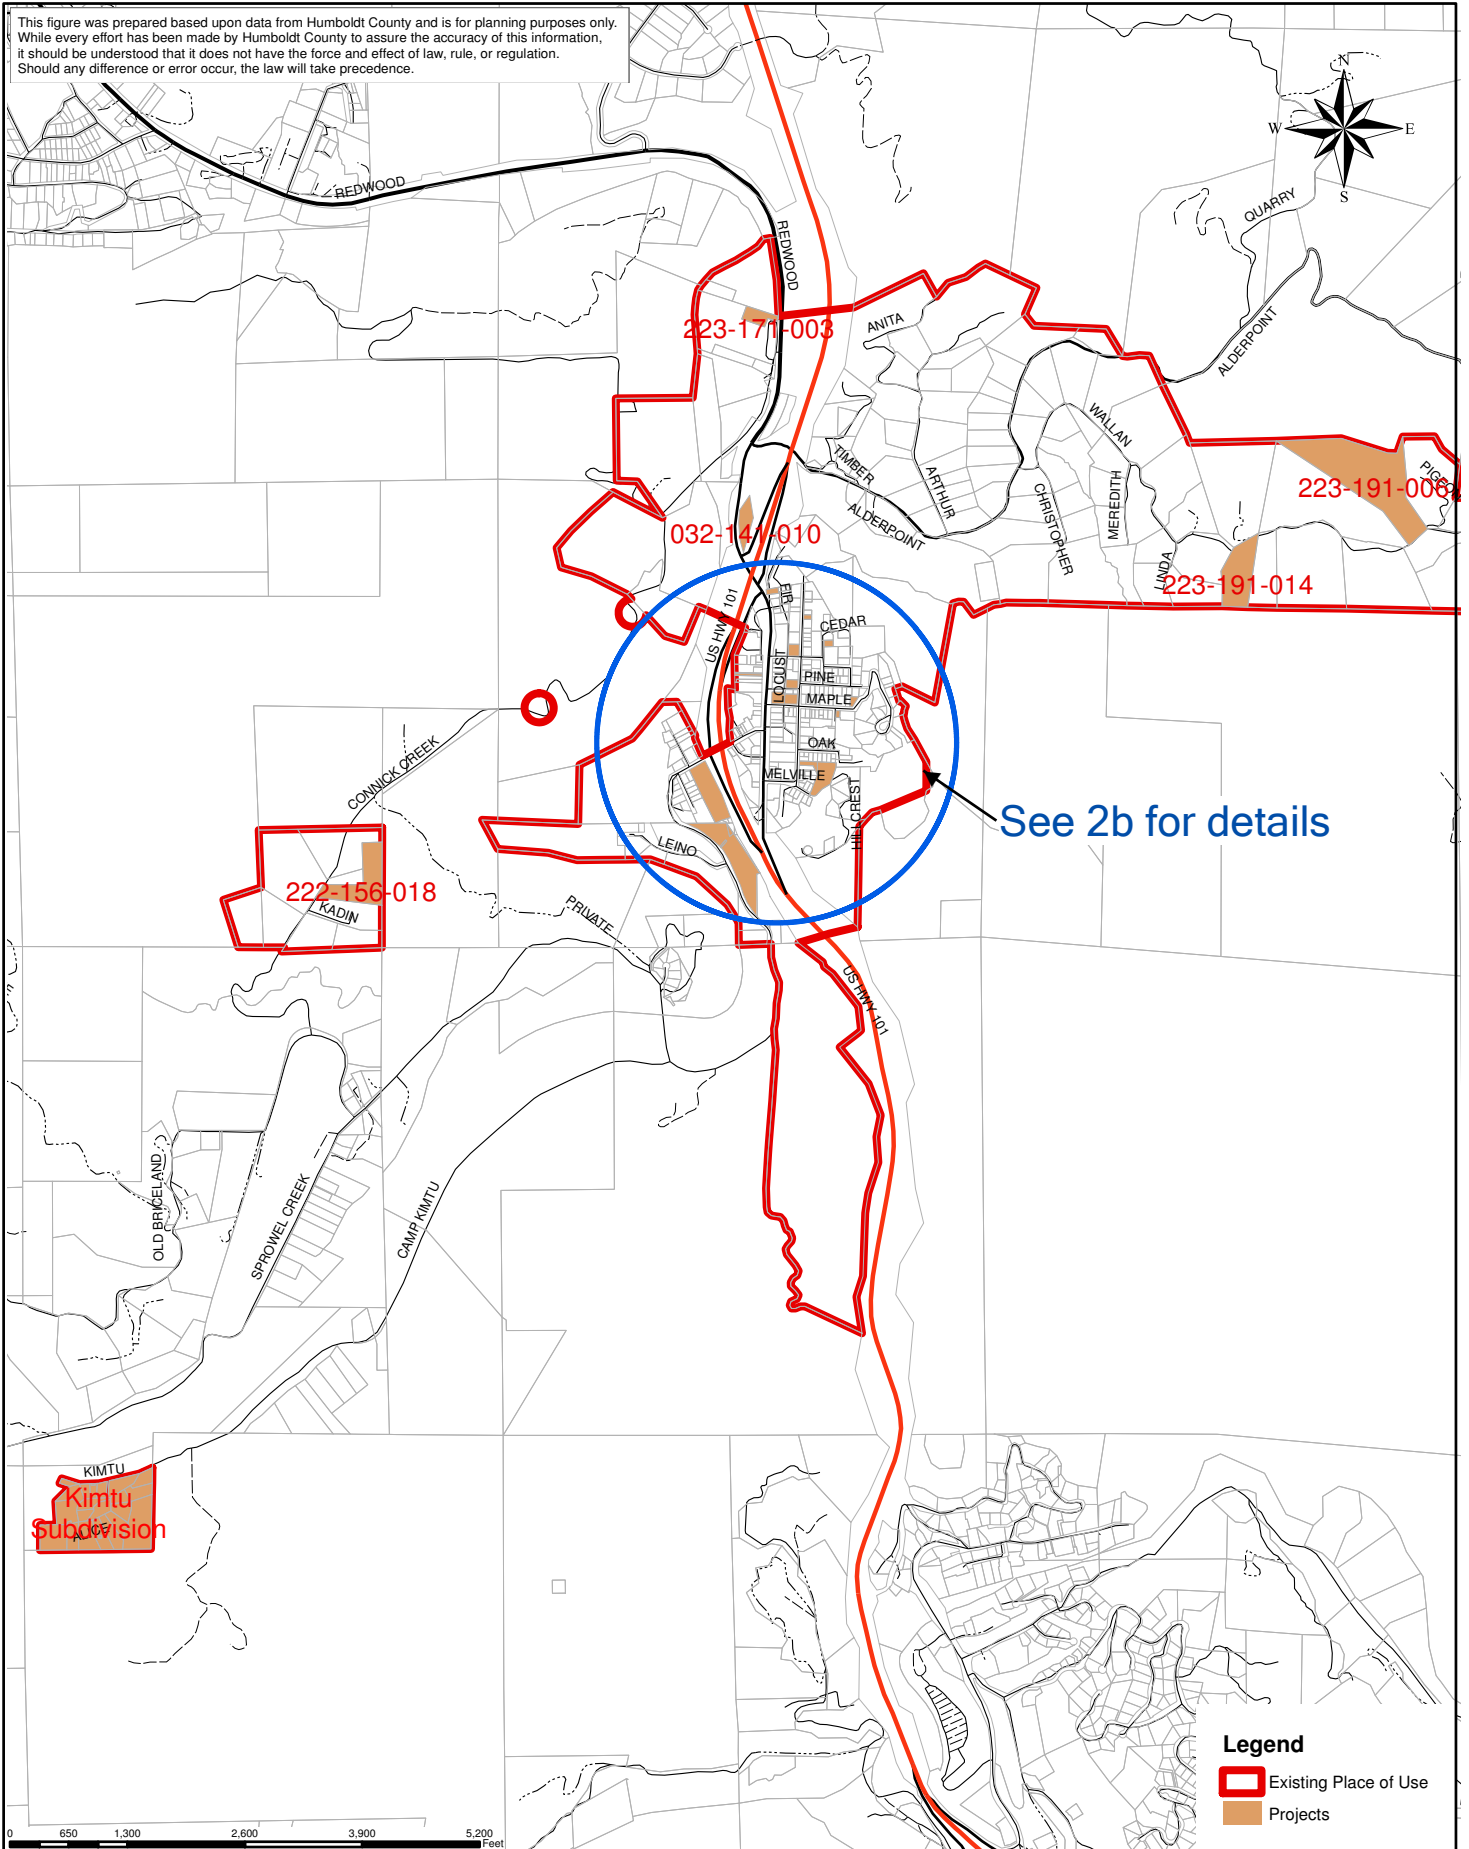 This figure was prepared based upon data from Humboldt County and is for planning purposes only.
While every effort has been made by Humboldt County to assure the accuracy of this information,
it should be understood that it does not have the force and effect of law, rule, or regulation.
Should any difference or error occur, the law will take precedence.
N
W
E
S
REDWOOD
QUARRY
REDWOOD
223-171-003
ANITA
ALDERPOINT
WALLAN
TIMBER
ARTHUR
CHRISTOPHER
MEREDITH
223-191-006
032-141-010
ALDERPOINT
LINDA
223-191-014
FIR
US HWY 101
CEDAR
LOCUST
PINE
MAPLE
OAK
MELVILLE
HILLCREST
CONNICK CREEK
See 2b for details
LEINO
222-156-018
KADIN
PRIVATE
US HWY 101
OLD BRICELAND
SPROWEL CREEK
CAMP KIMTU
KIMTU
Kimtu
Subdivision
ALICE
Legend
Existing Place of Use
Projects
0 650 1,300 2,600 3,900 5,200
Feet